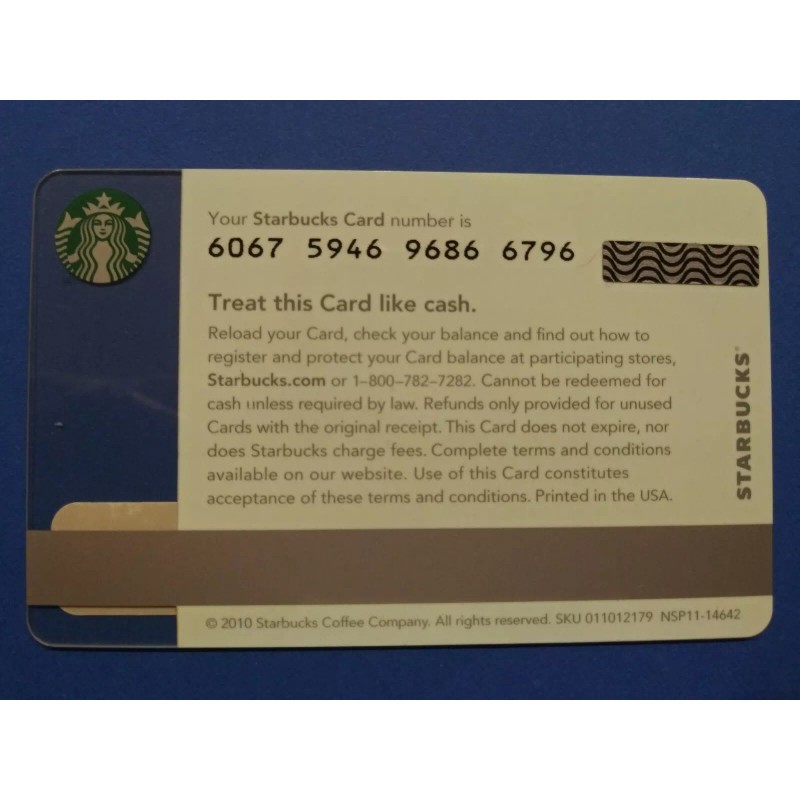 Your Starbucks Card number is
6067 5946 9686 6796
Treat this Card like cash.
Reload your Card, check your balance and find out how to
register and protect your Card balance at participating stores,
Starbucks.com or 1–800–782–7282. Cannot be redeemed for
cash unless required by law. Refunds only provided for unused
Cards with the original receipt. This Card does not expire, nor
does Starbucks charge fees. Complete terms and conditions
available on our website. Use of this Card constitutes
acceptance of these terms and conditions. Printed in the USA.
STARBUCKS®
© 2010 Starbucks Coffee Company. All rights reserved. SKU 011012179 NSP11-14642